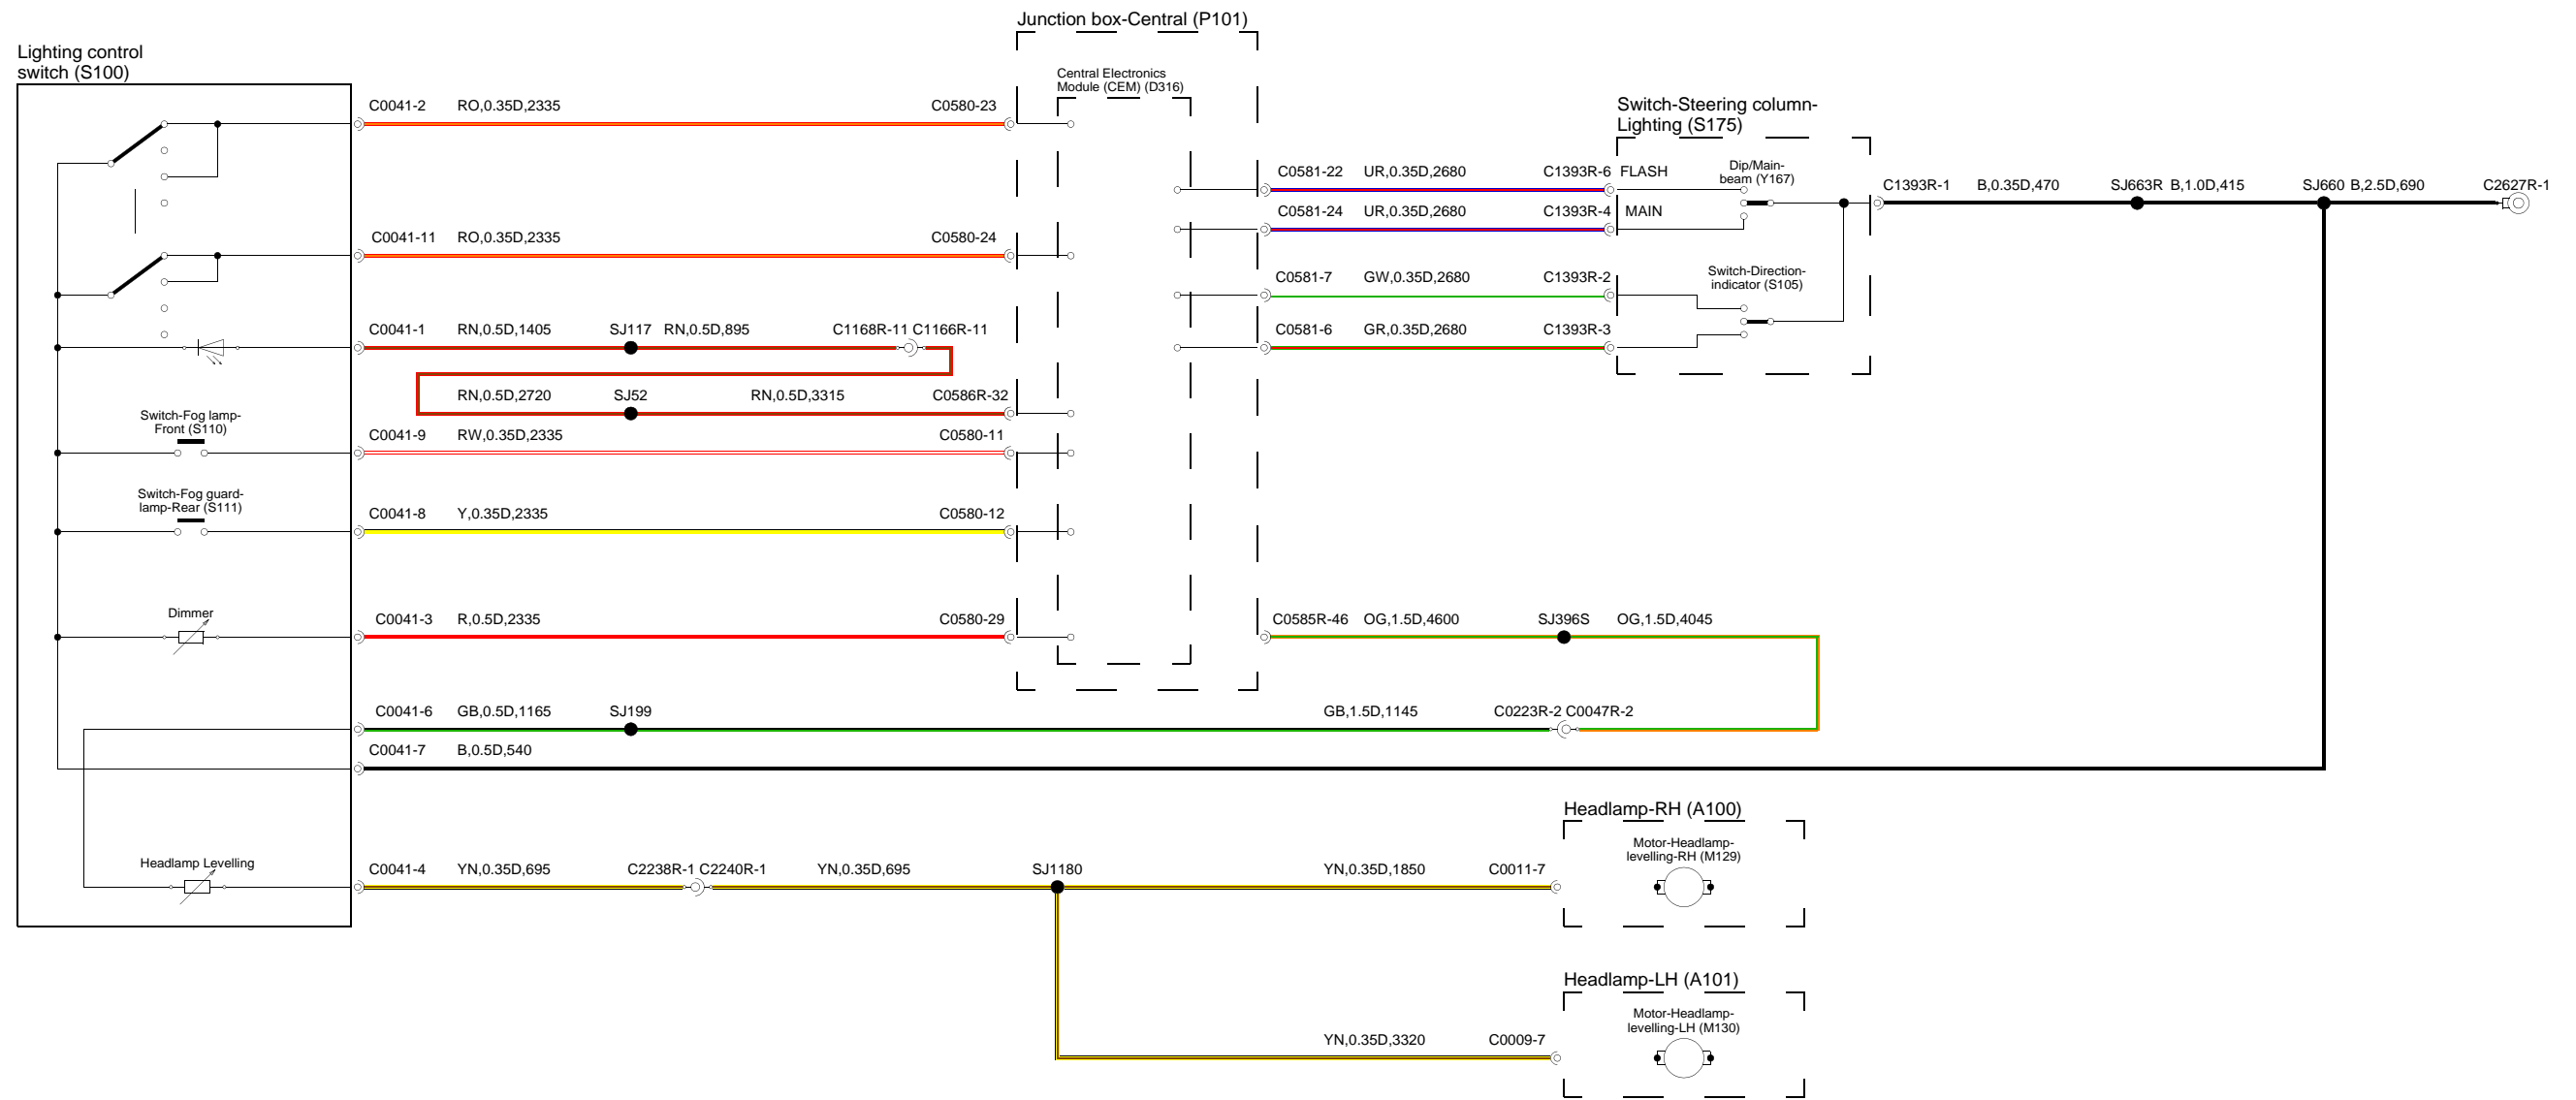 Junction box-Central (P101)
Lighting control
switch (S100)
Central Electronics
Module (CEM) (D316)
C0041-2 RO,0.35D,2335 C0580-23
Switch-Steering column-
Lighting (S175)
C0581-22 UR,0.35D,2680 C1393R-6 FLASH
Dip/Main-
beam (Y167)
C1393R-1 B,0.35D,470 SJ663R B,1.0D,415 SJ660 B,2.5D,690 C2627R-1
C0581-24 UR,0.35D,2680 C1393R-4 MAIN
C0041-11 RO,0.35D,2335 C0580-24
C0581-7 GW,0.35D,2680 C1393R-2
Switch-Direction-
indicator (S105)
C0041-1 RN,0.5D,1405 SJ117 RN,0.5D,895 C1168R-11 C1166R-11
C0581-6 GR,0.35D,2680 C1393R-3
RN,0.5D,2720 SJ52 RN,0.5D,3315 C0586R-32
Switch-Fog lamp-
Front (S110)
C0041-9 RW,0.35D,2335 C0580-11
Switch-Fog guard-
lamp-Rear (S111)
C0041-8 Y,0.35D,2335 C0580-12
Dimmer
C0041-3 R,0.5D,2335 C0580-29
C0585R-46 OG,1.5D,4600 SJ396S OG,1.5D,4045
C0041-6 GB,0.5D,1165 SJ199 GB,1.5D,1145 C0223R-2 C0047R-2
C0041-7 B,0.5D,540
Headlamp-RH (A100)
Motor-Headlamp-
levelling-RH (M129)
Headlamp Levelling
C0041-4 YN,0.35D,695 C2238R-1 C2240R-1 YN,0.35D,695 SJ1180 YN,0.35D,1850 C0011-7
Headlamp-LH (A101)
Motor-Headlamp-
levelling-LH (M130)
YN,0.35D,3320 C0009-7